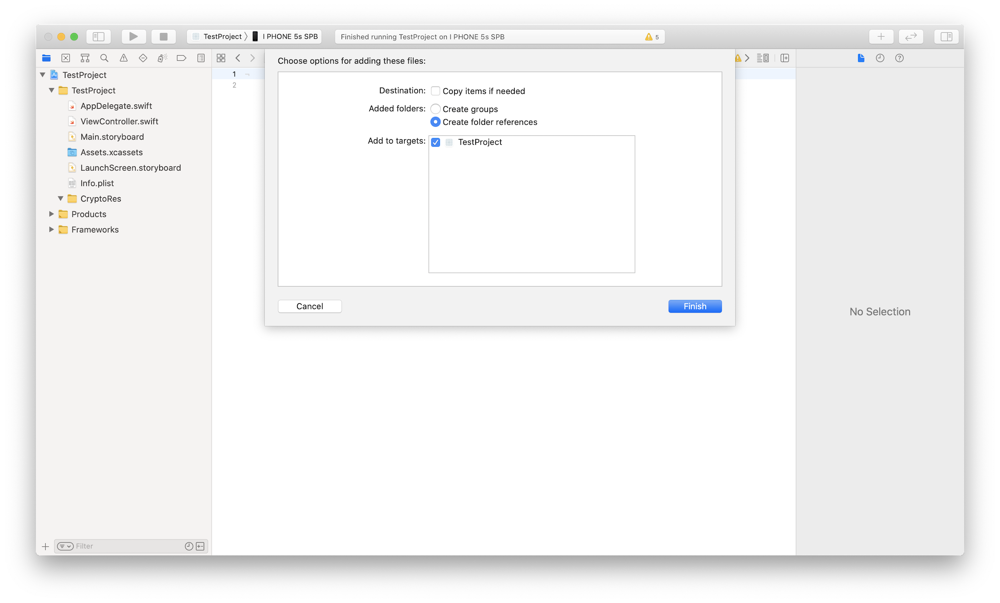 TestProject 〉 I PHONE 5s SPB
Finished running TestProject on I PHONE 5s SPB
5
Choose options for adding these files:
TestProject
TestProject
AppDelegate.swift
ViewController.swift
Main.storyboard
Assets.xcassets
LaunchScreen.storyboard
Info.plist
CryptoRes
Products
Frameworks
Filter
1 ¬
2
Destination: Copy items if needed
Added folders: Create groups
Create folder references
Add to targets: TestProject
Cancel
Finish
No Selection